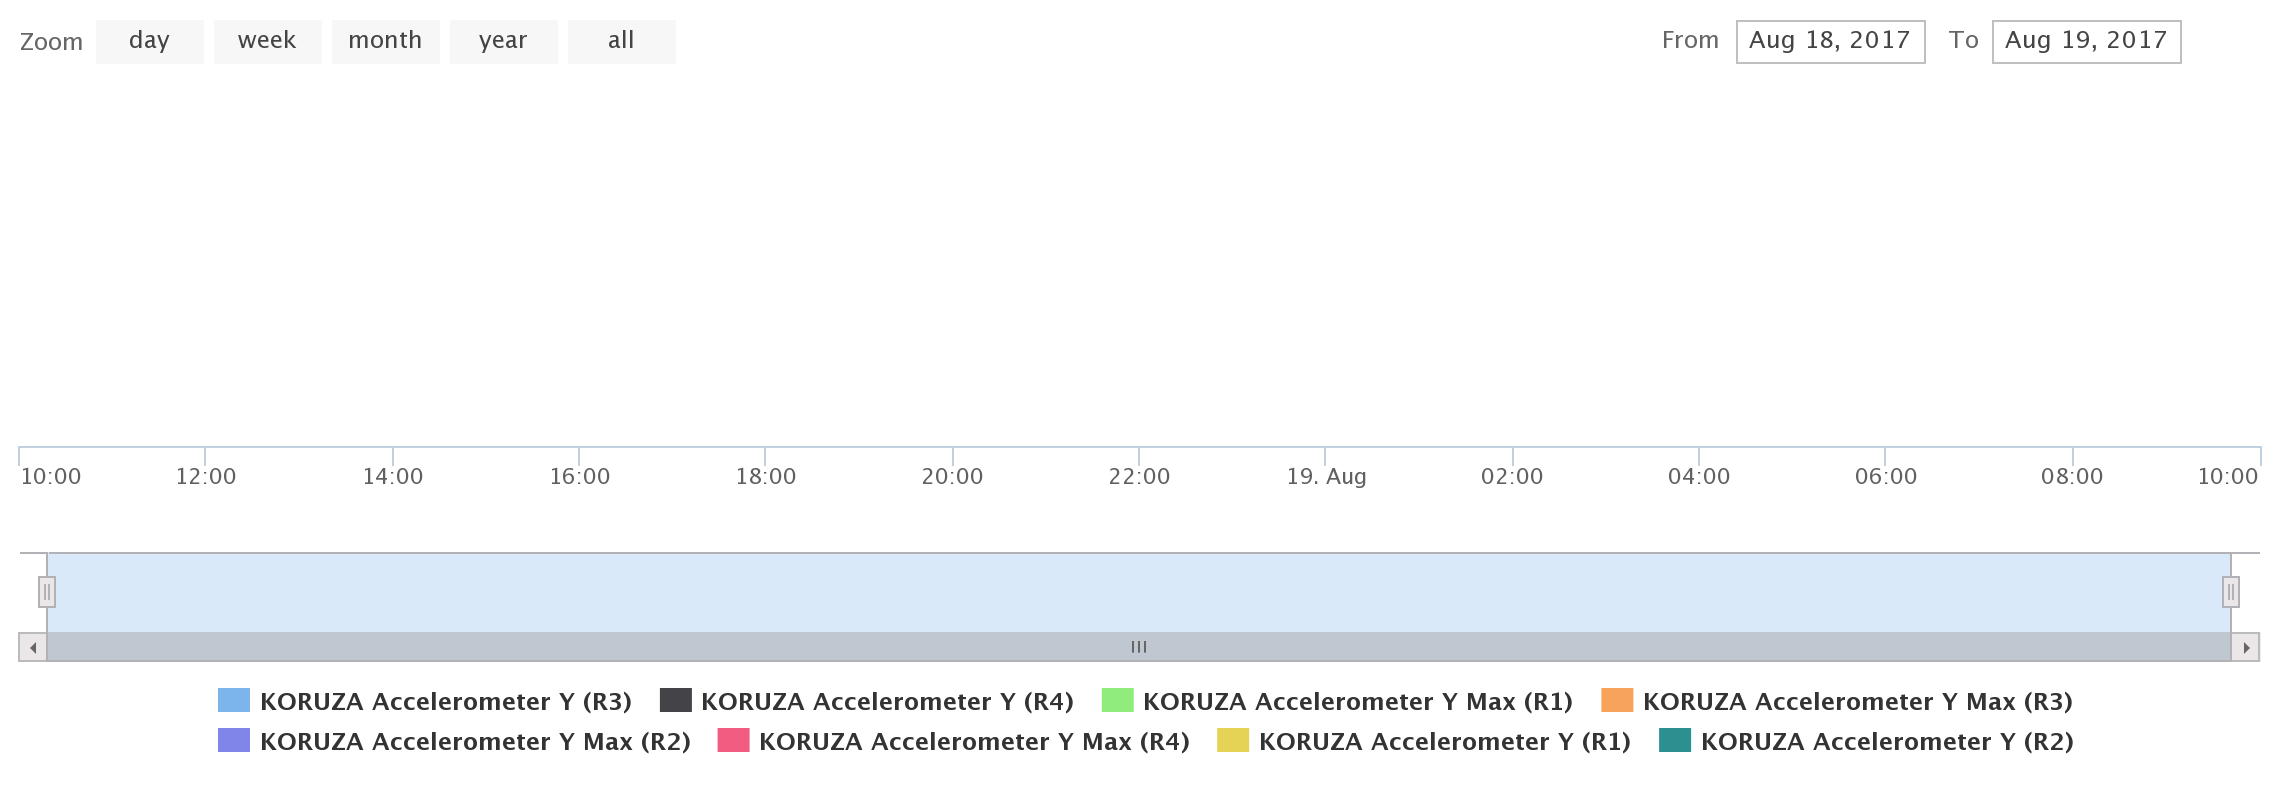 Zoom day week month year all From Aug 18, 2017 To Aug 19, 2017
10:00 12:00 14:00 16:00 18:00 20:00 22:00 19. Aug 02:00 04:00 06:00 08:00 10:00
KORUZA Accelerometer Y (R3) KORUZA Accelerometer Y (R4) KORUZA Accelerometer Y Max (R1) KORUZA Accelerometer Y Max (R3)
KORUZA Accelerometer Y Max (R2) KORUZA Accelerometer Y Max (R4) KORUZA Accelerometer Y (R1) KORUZA Accelerometer Y (R2)